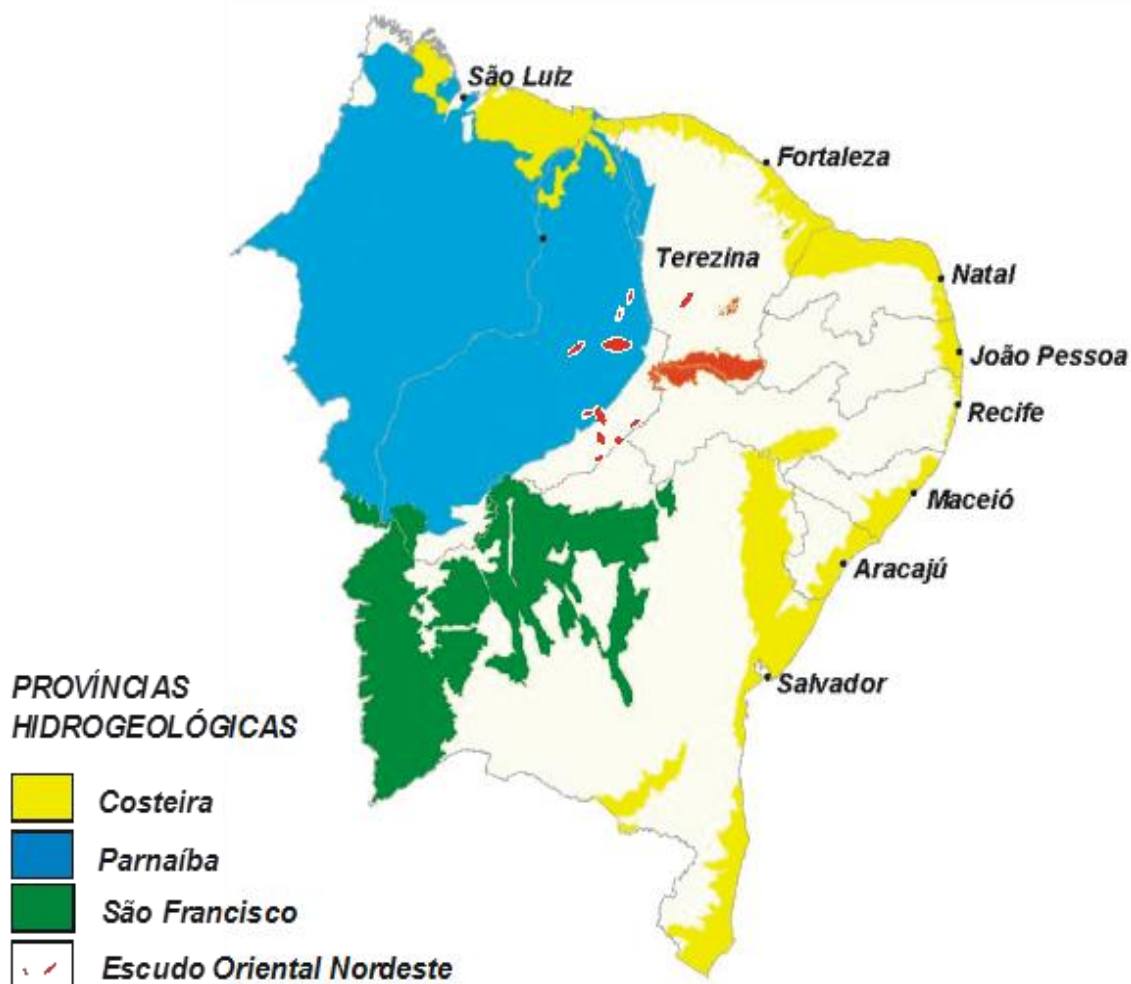 São Luiz
Fortaleza
Terezina
Natal
João Pessoa
Recife
Maceió
Aracajú
Salvador
PROVÍNCIAS
HIDROGEOLÓGICAS
Costeira
Parnaíba
São Francisco
Escudo Oriental Nordeste